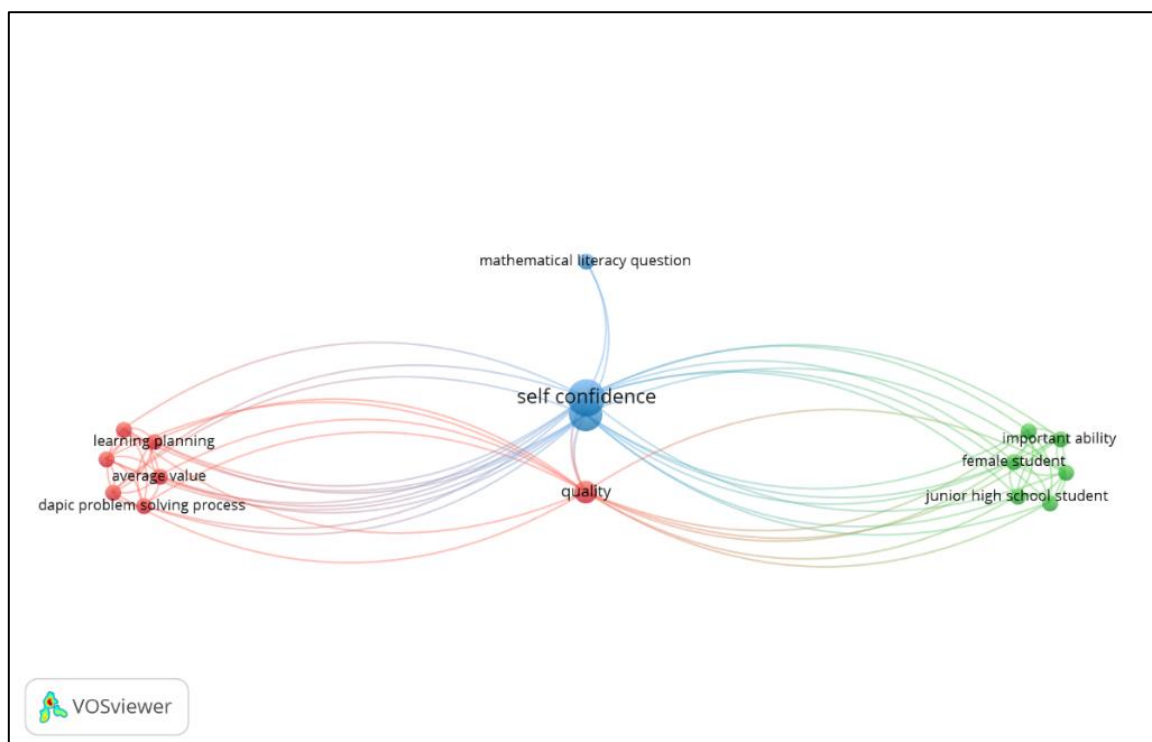 mathematical literacy question
self confidence
learning planning
important ability
female student
average value
quality
junior high school student
dapic problem solving process
VOSviewer